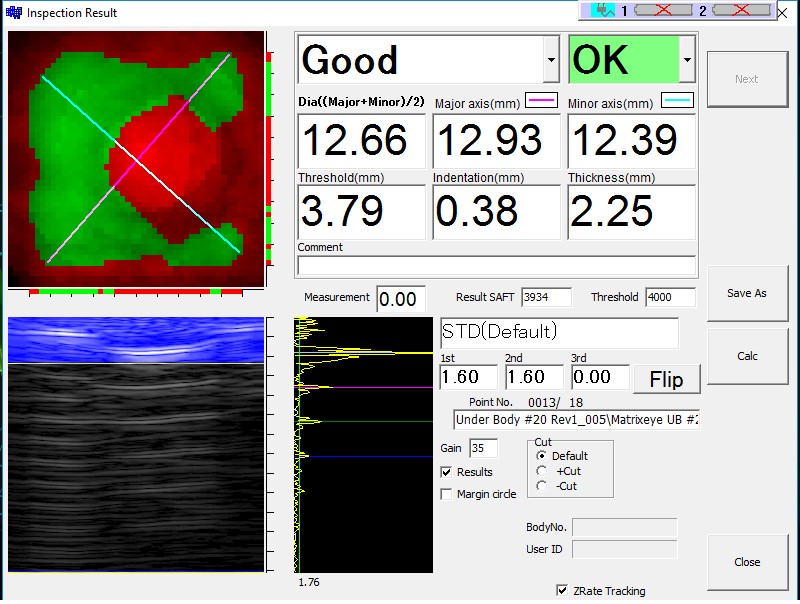 Inspection Result
1 2
Good OK
Dia((Major+Minor)/2) Major axis(mm) Minor axis(mm)
Next
12.66 12.93 12.39
Threshold(mm) Indentation(mm) Thickness(mm)
3.79 0.38 2.25
Comment
Measurement 0.00 Result SAFT 3934 Threshold 4000
Save As
STD(Default)
1st 2nd 3rd
1.60 1.60 0.00 Flip
Calc
Point No. 0013/ 18
Under Body #20 Rev1_005\Matrixeye UB #2
Gain 35
Cut
Default
+Cut
-Cut
Results
Margin circle
BodyNo.
User ID
Close
1.76
ZRate Tracking